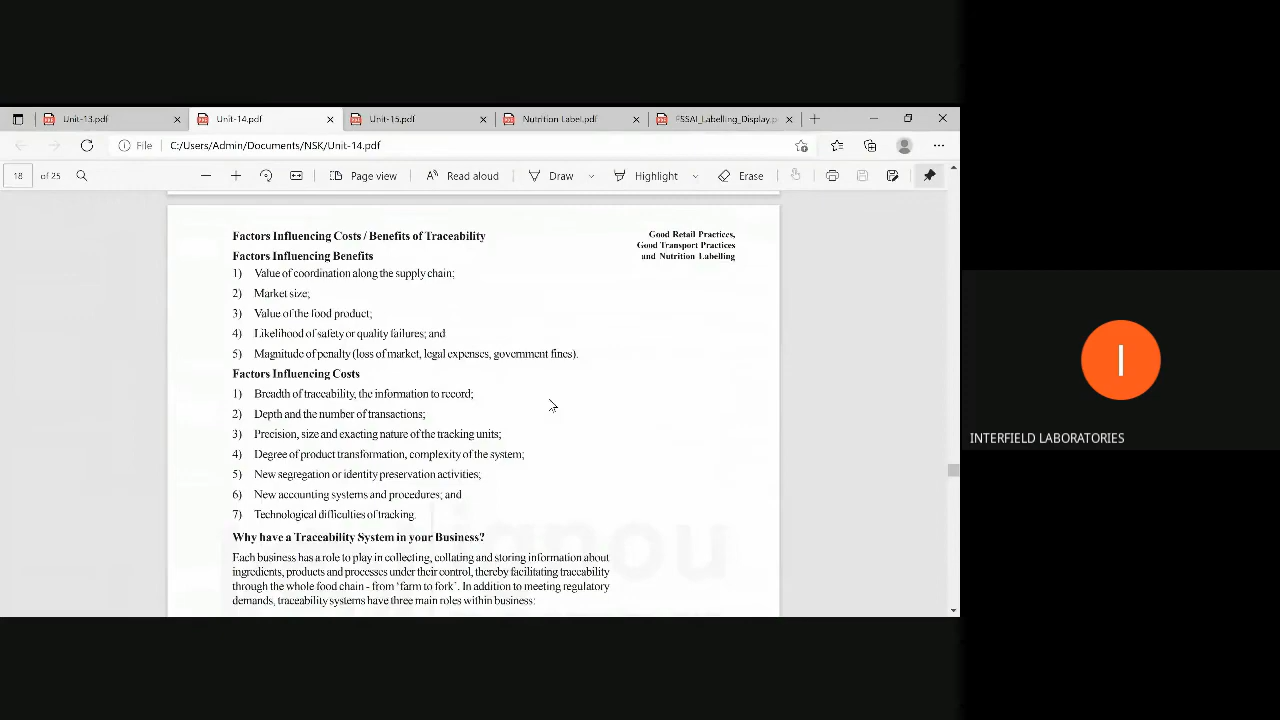 Unit-13.pdf
Unit-14.pdf
Unit-15.pdf
Nutrition Label.pdf
FSSAI_Labelling_Display.p
File
C:/Users/Admin/Documents/NSK/Unit-14.pdf
18 of 25
Page view
Read aloud
Draw
Highlight
Erase
Factors Influencing Costs / Benefits of Traceability
Good Retail Practices,
Good Transport Practices
and Nutrition Labelling
Factors Influencing Benefits
1) Value of coordination along the supply chain;
2) Market size;
3) Value of the food product;
4) Likelihood of safety or quality failures; and
5) Magnitude of penalty (loss of market, legal expenses, government fines).
Factors Influencing Costs
1) Breadth of traceability, the information to record;
2) Depth and the number of transactions;
3) Precision, size and exacting nature of the tracking units;
4) Degree of product transformation, complexity of the system;
5) New segregation or identity preservation activities;
6) New accounting systems and procedures; and
7) Technological difficulties of tracking.
Why have a Traceability System in your Business?
Each business has a role to play in collecting, collating and storing information about
ingredients, products and processes under their control, thereby facilitating traceability
through the whole food chain - from 'farm to fork'. In addition to meeting regulatory
demands, traceability systems have three main roles within business:
ignou
I
INTERFIELD LABORATORIES